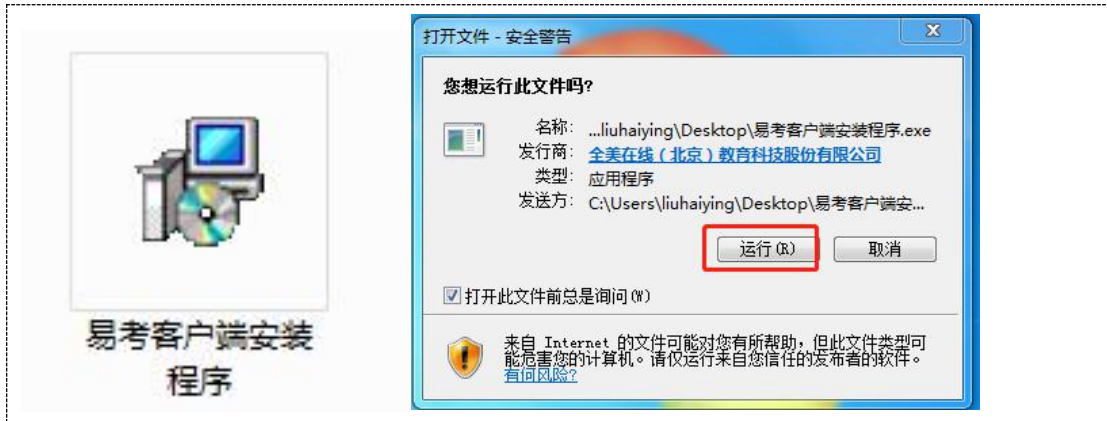 易考客户端安装
程序
打开文件 - 安全警告
您想运行此文件吗?
名称: ...liuhaiying\Desktop\易考客户端安装程序.exe
发行商: 全美在线（北京）教育科技股份有限公司
类型: 应用程序
发送方: C:\Users\liuhaiying\Desktop\易考客户端安...
运行(R) 取消
打开此文件前总是询问(W)
来自 Internet 的文件可能对您有所帮助，但此文件类型可
能危害您的计算机。请仅运行来自您信任的发布者的软件。
有何风险?